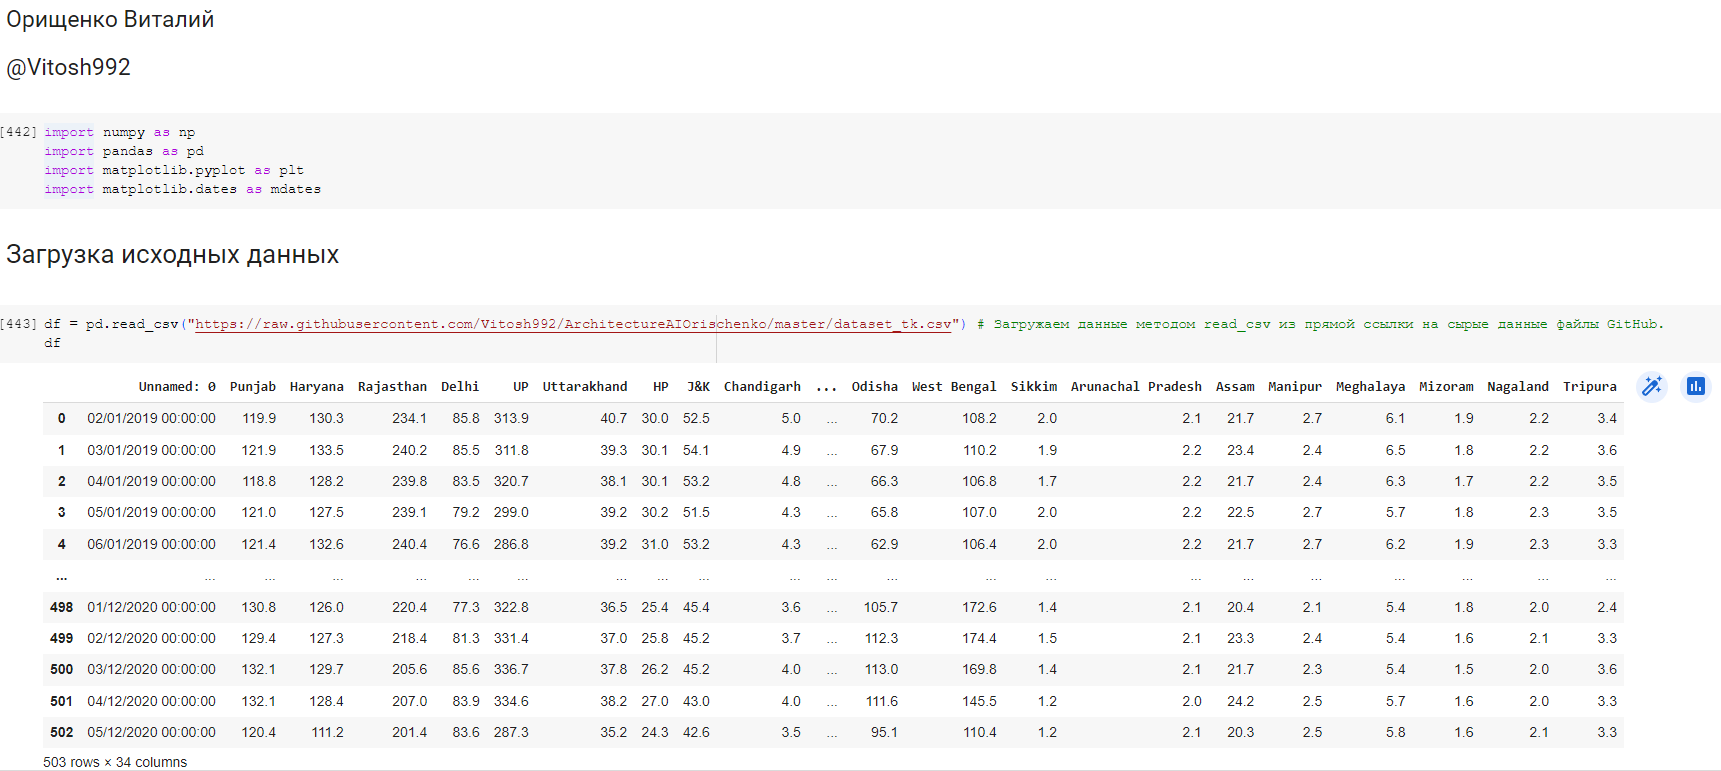 Орищенко Виталий
@Vitosh992
[442] import numpy as np
import pandas as pd
import matplotlib.pyplot as plt
import matplotlib.dates as mdates
Загрузка исходных данных
[443] df = pd.read_csv("https://raw.githubusercontent.com/Vitosh992/ArchitectureAIOrischenko/master/dataset_tk.csv") # Загружаем данные методом read_csv из прямой ссылки на сырые данные файлы GitHub.
df
Unnamed: 0 Punjab Haryana Rajasthan Delhi UP Uttarakhand HP J&K Chandigarh ... Odisha West Bengal Sikkim Arunachal Pradesh Assam Manipur Meghalaya Mizoram Nagaland Tripura
0 02/01/2019 00:00:00 119.9 130.3 234.1 85.8 313.9 40.7 30.0 52.5 5.0 ... 70.2 108.2 2.0 2.1 21.7 2.7 6.1 1.9 2.2 3.4
1 03/01/2019 00:00:00 121.9 133.5 240.2 85.5 311.8 39.3 30.1 54.1 4.9 ... 67.9 110.2 1.9 2.2 23.4 2.4 6.5 1.8 2.2 3.6
2 04/01/2019 00:00:00 118.8 128.2 239.8 83.5 320.7 38.1 30.1 53.2 4.8 ... 66.3 106.8 1.7 2.2 21.7 2.4 6.3 1.7 2.2 3.5
3 05/01/2019 00:00:00 121.0 127.5 239.1 79.2 299.0 39.2 30.2 51.5 4.3 ... 65.8 107.0 2.0 2.2 22.5 2.7 5.7 1.8 2.3 3.5
4 06/01/2019 00:00:00 121.4 132.6 240.4 76.6 286.8 39.2 31.0 53.2 4.3 ... 62.9 106.4 2.0 2.2 21.7 2.7 6.2 1.9 2.3 3.3
... ... ... ... ... ... ... ... ... ... ... ... ... ... ... ... ... ... ... ... ... ...
498 01/12/2020 00:00:00 130.8 126.0 220.4 77.3 322.8 36.5 25.4 45.4 3.6 ... 105.7 172.6 1.4 2.1 20.4 2.1 5.4 1.8 2.0 2.4
499 02/12/2020 00:00:00 129.4 127.3 218.4 81.3 331.4 37.0 25.8 45.2 3.7 ... 112.3 174.4 1.5 2.1 23.3 2.4 5.4 1.6 2.1 3.3
500 03/12/2020 00:00:00 132.1 129.7 205.6 85.6 336.7 37.8 26.2 45.2 4.0 ... 113.0 169.8 1.4 2.1 21.7 2.3 5.4 1.5 2.0 3.6
501 04/12/2020 00:00:00 132.1 128.4 207.0 83.9 334.6 38.2 27.0 43.0 4.0 ... 111.6 145.5 1.2 2.0 24.2 2.5 5.7 1.6 2.0 3.3
502 05/12/2020 00:00:00 120.4 111.2 201.4 83.6 287.3 35.2 24.3 42.6 3.5 ... 95.1 110.4 1.2 2.1 20.3 2.5 5.8 1.6 2.1 3.3
503 rows × 34 columns